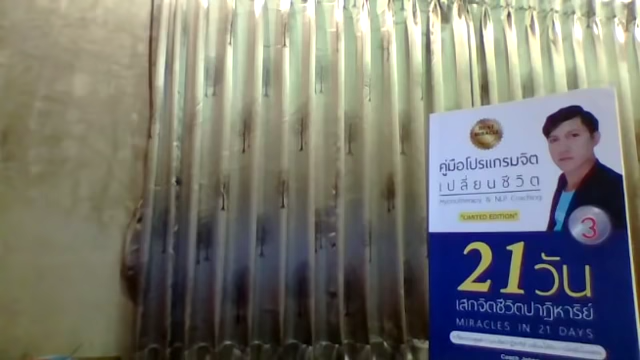 คู่มือโปรแกรมจิต
เปลี่ยนชีวิต
Hypnotherapy & NLP Coaching
"LIMITED EDITION"
3
21 วัน
เสกจิตชีวิตปาฏิหาริย์
MIRACLES IN 21 DAYS
Coach